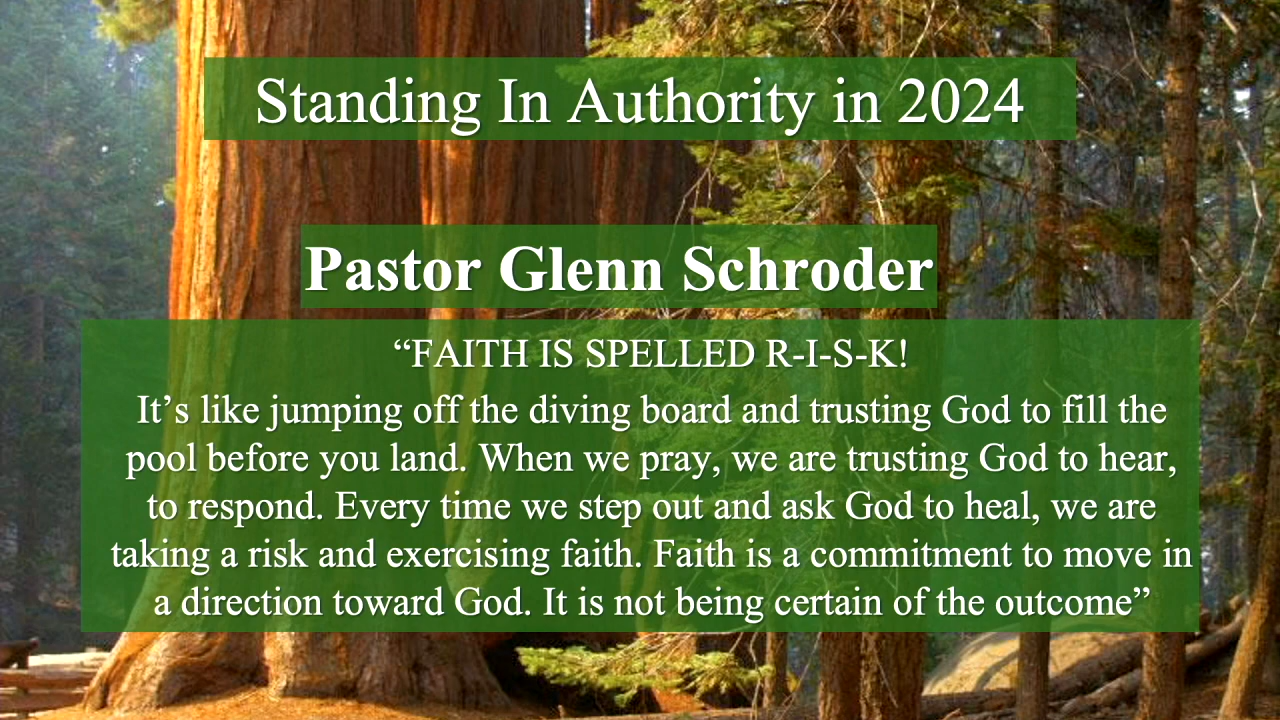 Standing In Authority in 2024
Pastor Glenn Schroder
“FAITH IS SPELLED R-I-S-K!
It’s like jumping off the diving board and trusting God to fill the
pool before you land. When we pray, we are trusting God to hear,
to respond. Every time we step out and ask God to heal, we are
taking a risk and exercising faith. Faith is a commitment to move in
a direction toward God. It is not being certain of the outcome”